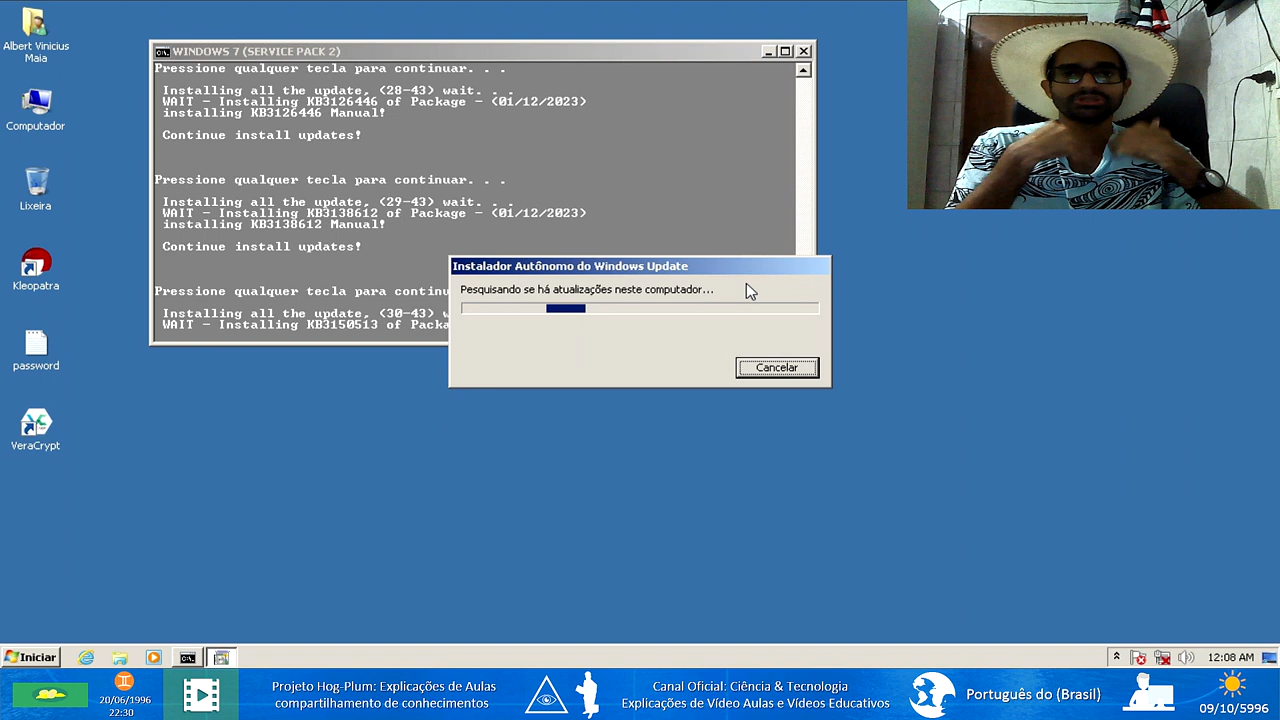 Albert Vinicius
Maia
Computador
Lixeira
Kleopatra
password
VeraCrypt
WINDOWS 7 (SERVICE PACK 2)
Pressione qualquer tecla para continuar. . .
Installing all the update, (28-43) wait. . .
WAIT - Installing KB3126446 of Package - (01/12/2023)
installing KB3126446 Manual!
Continue install updates!
Pressione qualquer tecla para continuar. . .
Installing all the update, (29-43) wait. . .
WAIT - Installing KB3138612 of Package - (01/12/2023)
installing KB3138612 Manual!
Continue install updates!
Pressione qualquer tecla para continu
Installing all the update, (30-43) w
WAIT - Installing KB3150513 of Packa
Instalador Autônomo do Windows Update
Pesquisando se há atualizações neste computador...
Cancelar
Iniciar
12:08 AM
20/06/1996
22:30
Projeto Hog-Plum: Explicações de Aulas
compartilhamento de conhecimentos
Canal Oficial: Ciência & Tecnologia
Explicações de Vídeo Aulas e Vídeos Educativos
Português do (Brasil)
09/10/5996